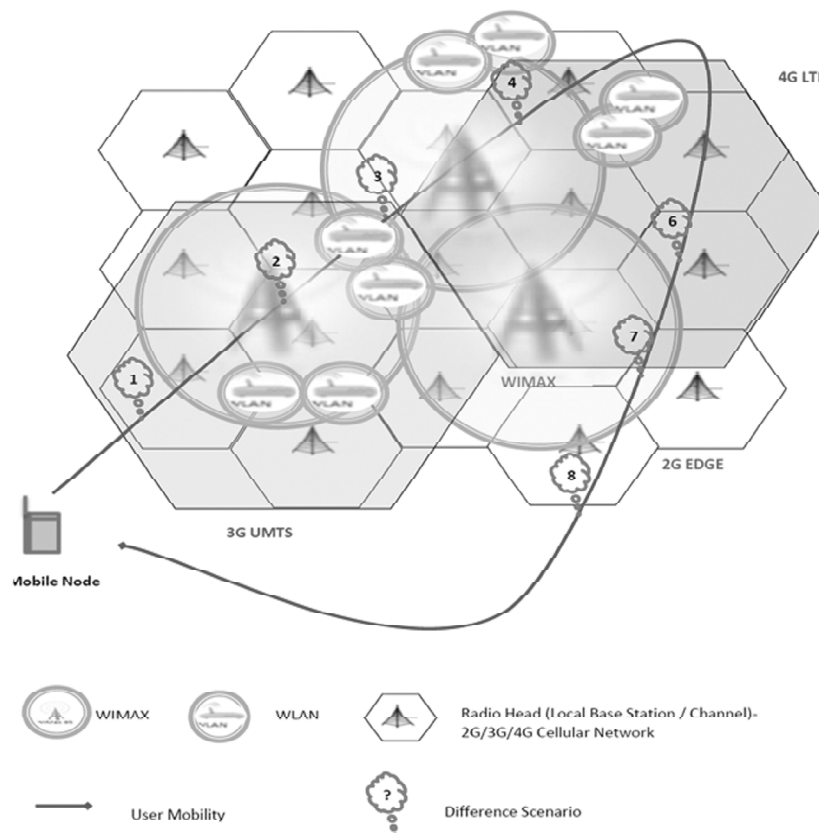 4G LT
4
3
6
2
7
WIMAX
1
2G EDGE
8
3G UMTS
Mobile Node
WIMAX
WLAN
Radio Head (Local Base Station / Channel)-
2G/3G/4G Cellular Network
?
User Mobility
Difference Scenario